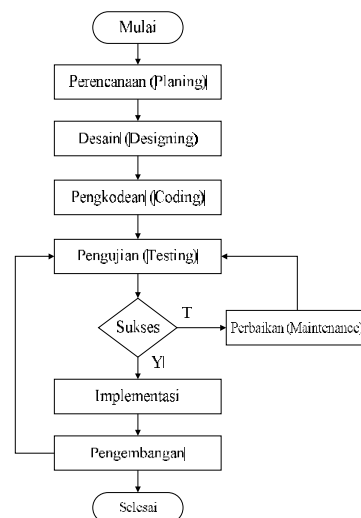 Mulai
Perencanaan (Planing)
Desain (Designing)
Pengkodean (Coding)
Pengujian (Testing)
Sukses
T
Perbaikan (Maintenance)
Y
Implementasi
Pengembangan
Selesai